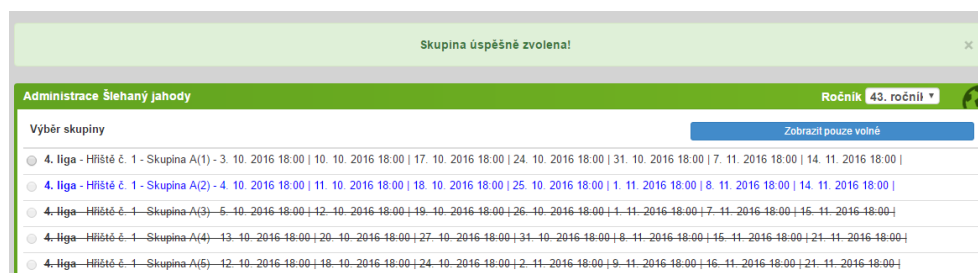 Skupina úspěšně zvolena!
×
Administrace Šlehaný jahody
Ročník 43. ročník
Výběr skupiny
Zobrazit pouze volné
4. liga - Hřiště č. 1 - Skupina A(1) - 3. 10. 2016 18:00 | 10. 10. 2016 18:00 | 17. 10. 2016 18:00 | 24. 10. 2016 18:00 | 31. 10. 2016 18:00 | 7. 11. 2016 18:00 | 14. 11. 2016 18:00 |
4. liga - Hřiště č. 1 - Skupina A(2) - 4. 10. 2016 18:00 | 11. 10. 2016 18:00 | 18. 10. 2016 18:00 | 25. 10. 2016 18:00 | 1. 11. 2016 18:00 | 8. 11. 2016 18:00 | 14. 11. 2016 18:00 |
4. liga - Hřiště č. 1 - Skupina A(3) - 5. 10. 2016 18:00 | 12. 10. 2016 18:00 | 19. 10. 2016 18:00 | 26. 10. 2016 18:00 | 1. 11. 2016 18:00 | 7. 11. 2016 18:00 | 15. 11. 2016 18:00 |
4. liga - Hřiště č. 1 - Skupina A(4) - 13. 10. 2016 18:00 | 20. 10. 2016 18:00 | 27. 10. 2016 18:00 | 31. 10. 2016 18:00 | 8. 11. 2016 18:00 | 15. 11. 2016 18:00 | 21. 11. 2016 18:00 |
4. liga - Hřiště č. 1 - Skupina A(5) - 12. 10. 2016 18:00 | 18. 10. 2016 18:00 | 24. 10. 2016 18:00 | 2. 11. 2016 18:00 | 9. 11. 2016 18:00 | 16. 11. 2016 18:00 | 21. 11. 2016 18:00 |